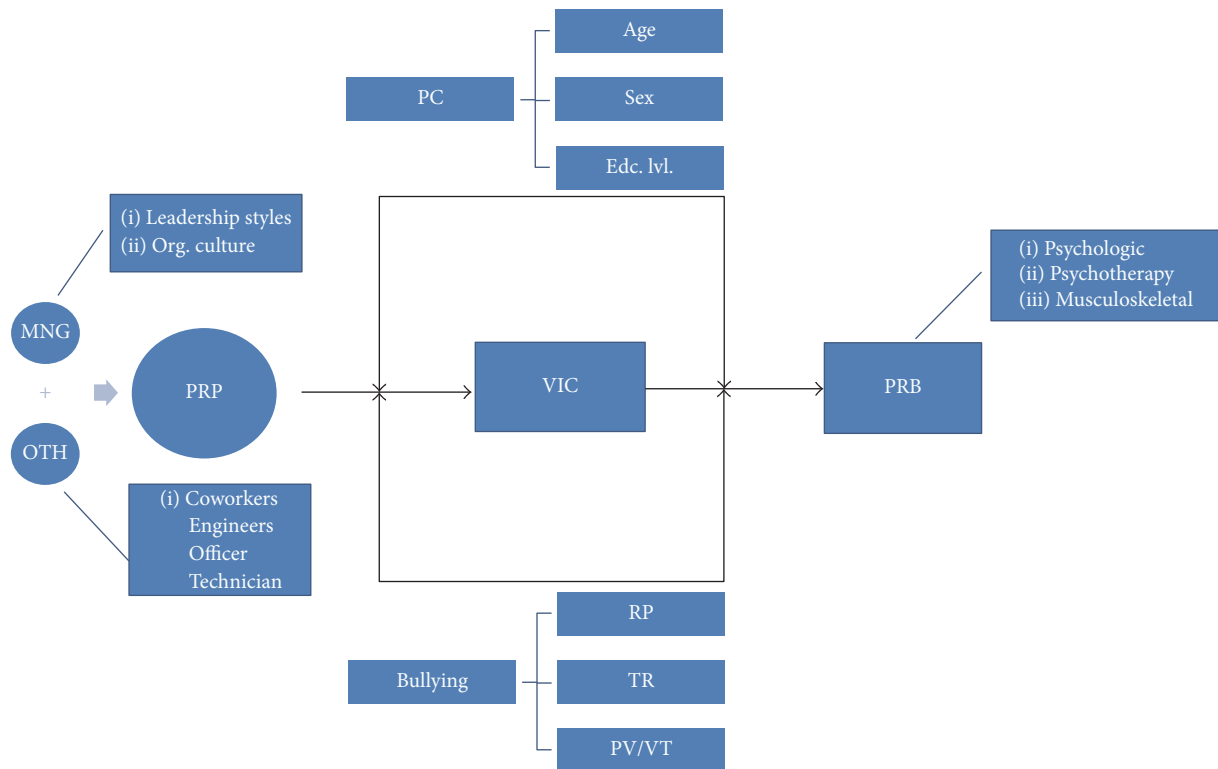 Age
PC
Sex
Edc. lvl.
(i) Leadership styles
(ii) Org. culture
(i) Psychologic
(ii) Psychotherapy
(iii) Musculoskeletal
MNG
+
PRP
VIC
PRB
OTH
(i) Coworkers
Engineers
Officer
Technician
RP
Bullying
TR
PV/VT